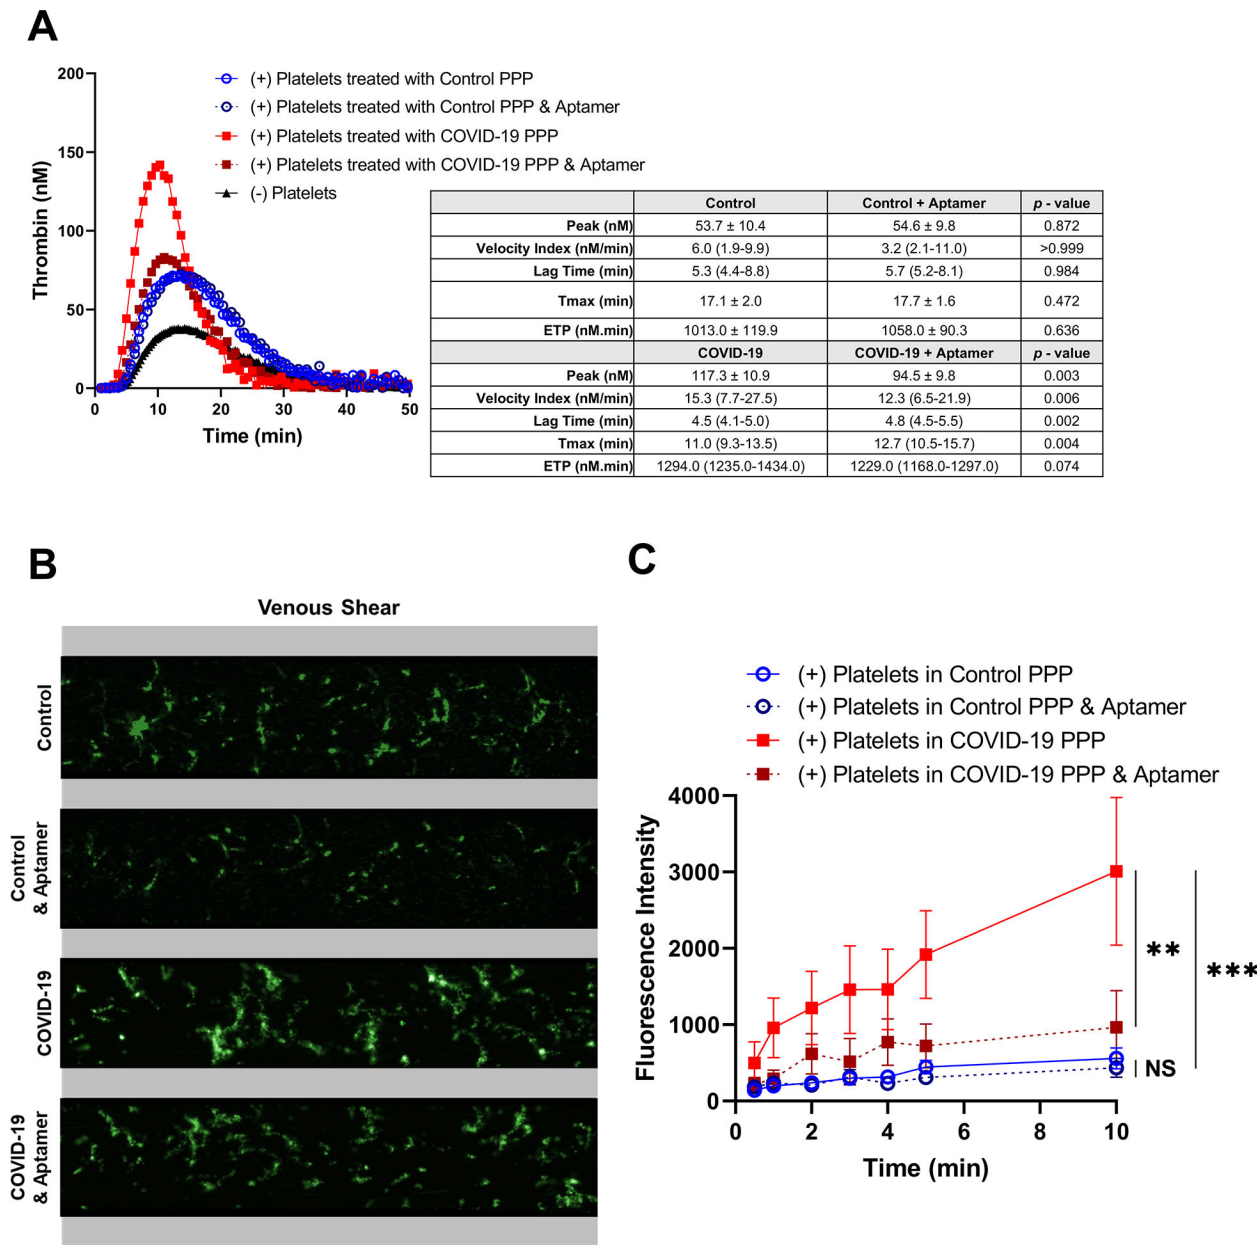 A
200
150
100
50
0
Thrombin (nM)
0 10 20 30 40 50
Time (min)
(+) Platelets treated with Control PPP
(+) Platelets treated with Control PPP & Aptamer
(+) Platelets treated with COVID-19 PPP
(+) Platelets treated with COVID-19 PPP & Aptamer
(-) Platelets
Control Control + Aptamer p - value
Peak (nM) 53.7 ± 10.4 54.6 ± 9.8 0.872
Velocity Index (nM/min) 6.0 (1.9-9.9) 3.2 (2.1-11.0) >0.999
Lag Time (min) 5.3 (4.4-8.8) 5.7 (5.2-8.1) 0.984
Tmax (min) 17.1 ± 2.0 17.7 ± 1.6 0.472
ETP (nM.min) 1013.0 ± 119.9 1058.0 ± 90.3 0.636
COVID-19 COVID-19 + Aptamer p - value
Peak (nM) 117.3 ± 10.9 94.5 ± 9.8 0.003
Velocity Index (nM/min) 15.3 (7.7-27.5) 12.3 (6.5-21.9) 0.006
Lag Time (min) 4.5 (4.1-5.0) 4.8 (4.5-5.5) 0.002
Tmax (min) 11.0 (9.3-13.5) 12.7 (10.5-15.7) 0.004
ETP (nM.min) 1294.0 (1235.0-1434.0) 1229.0 (1168.0-1297.0) 0.074
B
Venous Shear
Control
Control
& Aptamer
COVID-19
COVID-19
& Aptamer
C
(+) Platelets in Control PPP
(+) Platelets in Control PPP & Aptamer
(+) Platelets in COVID-19 PPP
(+) Platelets in COVID-19 PPP & Aptamer
4000
3000
2000
1000
0
Fluorescence Intensity
0 2 4 6 8 10
Time (min)
**
***
NS